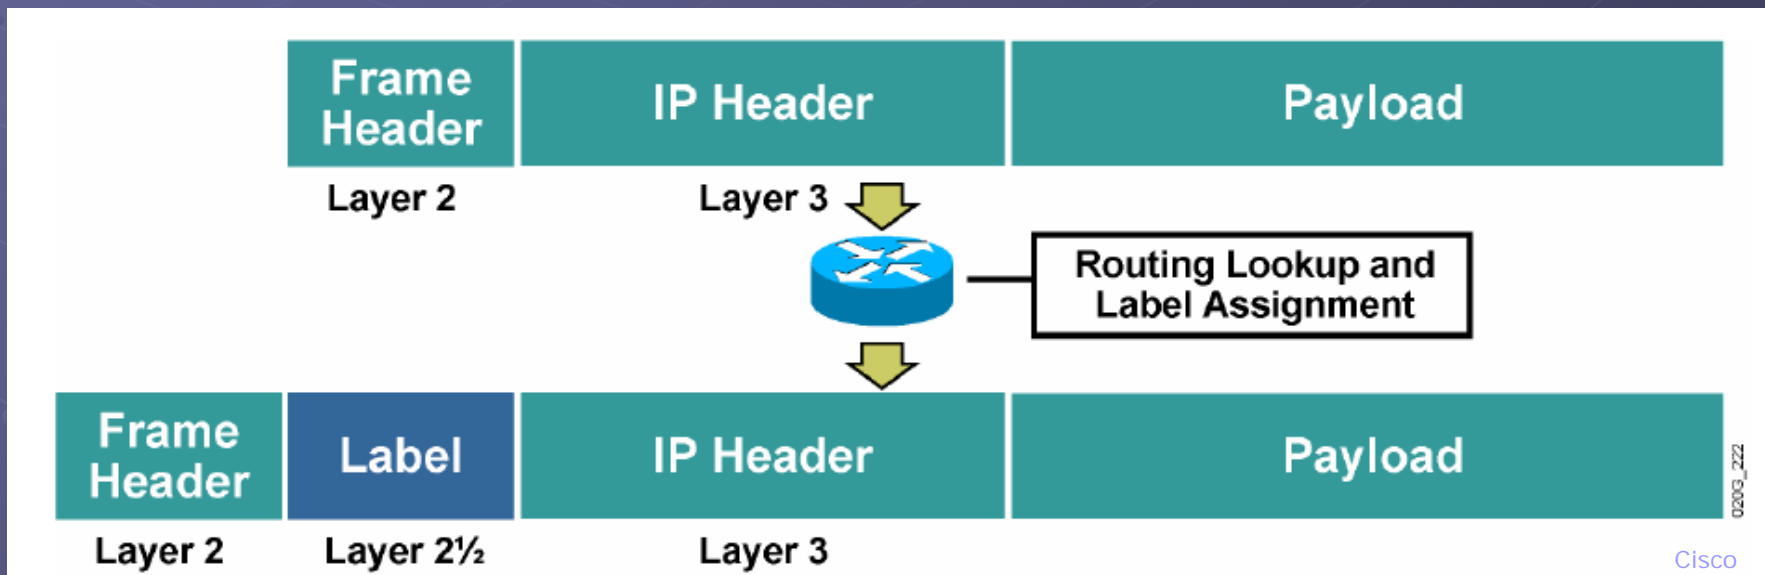 Frame
Header
IP Header
Payload
Layer 2
Layer 3
Routing Lookup and
Label Assignment
Frame
Header
Label
IP Header
Payload
020G_222
Layer 2
Layer 2½
Layer 3
Cisco